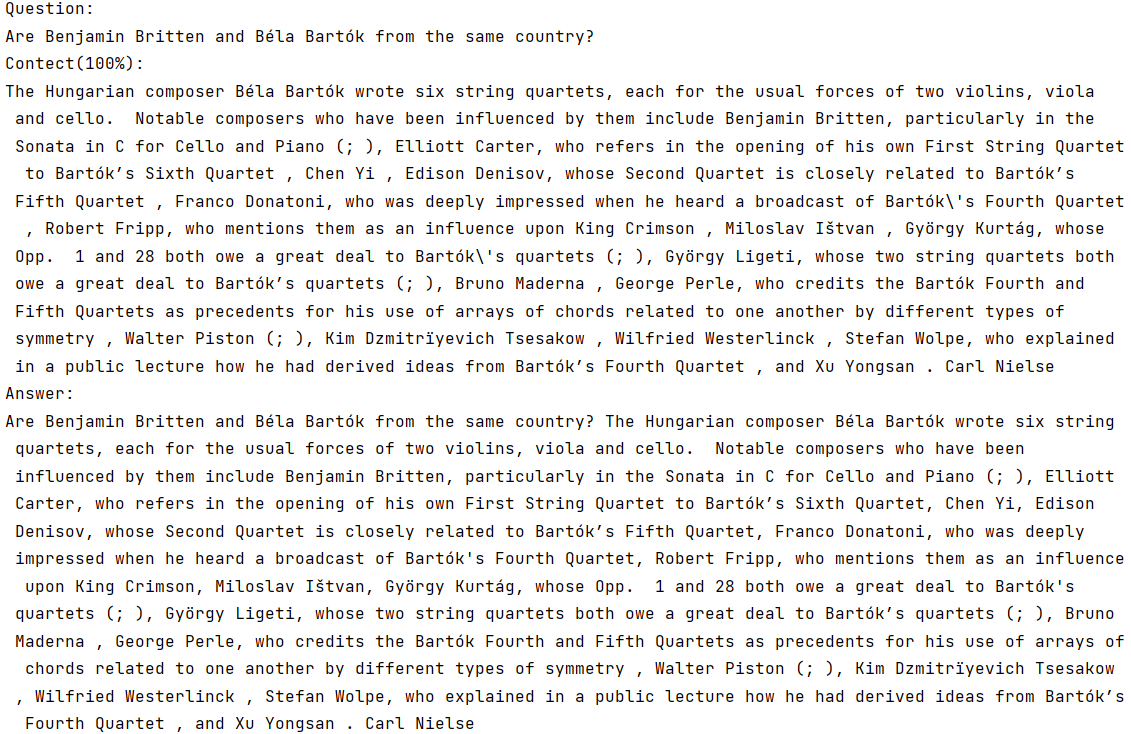 Question:
Are Benjamin Britten and Béla Bartók from the same country?
Contect(100%):
The Hungarian composer Béla Bartók wrote six string quartets, each for the usual forces of two violins, viola
and cello.  Notable composers who have been influenced by them include Benjamin Britten, particularly in the
Sonata in C for Cello and Piano (; ), Elliott Carter, who refers in the opening of his own First String Quartet
to Bartók’s Sixth Quartet , Chen Yi , Edison Denisov, whose Second Quartet is closely related to Bartók’s
Fifth Quartet , Franco Donatoni, who was deeply impressed when he heard a broadcast of Bartók\'s Fourth Quartet
, Robert Fripp, who mentions them as an influence upon King Crimson , Miloslav Ištvan , György Kurtág, whose
Opp.  1 and 28 both owe a great deal to Bartók\'s quartets (; ), György Ligeti, whose two string quartets both
owe a great deal to Bartók’s quartets (; ), Bruno Maderna , George Perle, who credits the Bartók Fourth and
Fifth Quartets as precedents for his use of arrays of chords related to one another by different types of
symmetry , Walter Piston (; ), Kim Dzmitrïyevich Tsesakow , Wilfried Westerlinck , Stefan Wolpe, who explained
in a public lecture how he had derived ideas from Bartók’s Fourth Quartet , and Xu Yongsan . Carl Nielse
Answer:
Are Benjamin Britten and Béla Bartók from the same country? The Hungarian composer Béla Bartók wrote six string
quartets, each for the usual forces of two violins, viola and cello.  Notable composers who have been
influenced by them include Benjamin Britten, particularly in the Sonata in C for Cello and Piano (; ), Elliott
Carter, who refers in the opening of his own First String Quartet to Bartók’s Sixth Quartet, Chen Yi, Edison
Denisov, whose Second Quartet is closely related to Bartók’s Fifth Quartet, Franco Donatoni, who was deeply
impressed when he heard a broadcast of Bartók's Fourth Quartet, Robert Fripp, who mentions them as an influence
upon King Crimson, Miloslav Ištvan, György Kurtág, whose Opp.  1 and 28 both owe a great deal to Bartók's
quartets (; ), György Ligeti, whose two string quartets both owe a great deal to Bartók’s quartets (; ), Bruno
Maderna , George Perle, who credits the Bartók Fourth and Fifth Quartets as precedents for his use of arrays of
chords related to one another by different types of symmetry , Walter Piston (; ), Kim Dzmitrïyevich Tsesakow
, Wilfried Westerlinck , Stefan Wolpe, who explained in a public lecture how he had derived ideas from Bartók’s
Fourth Quartet , and Xu Yongsan . Carl Nielse